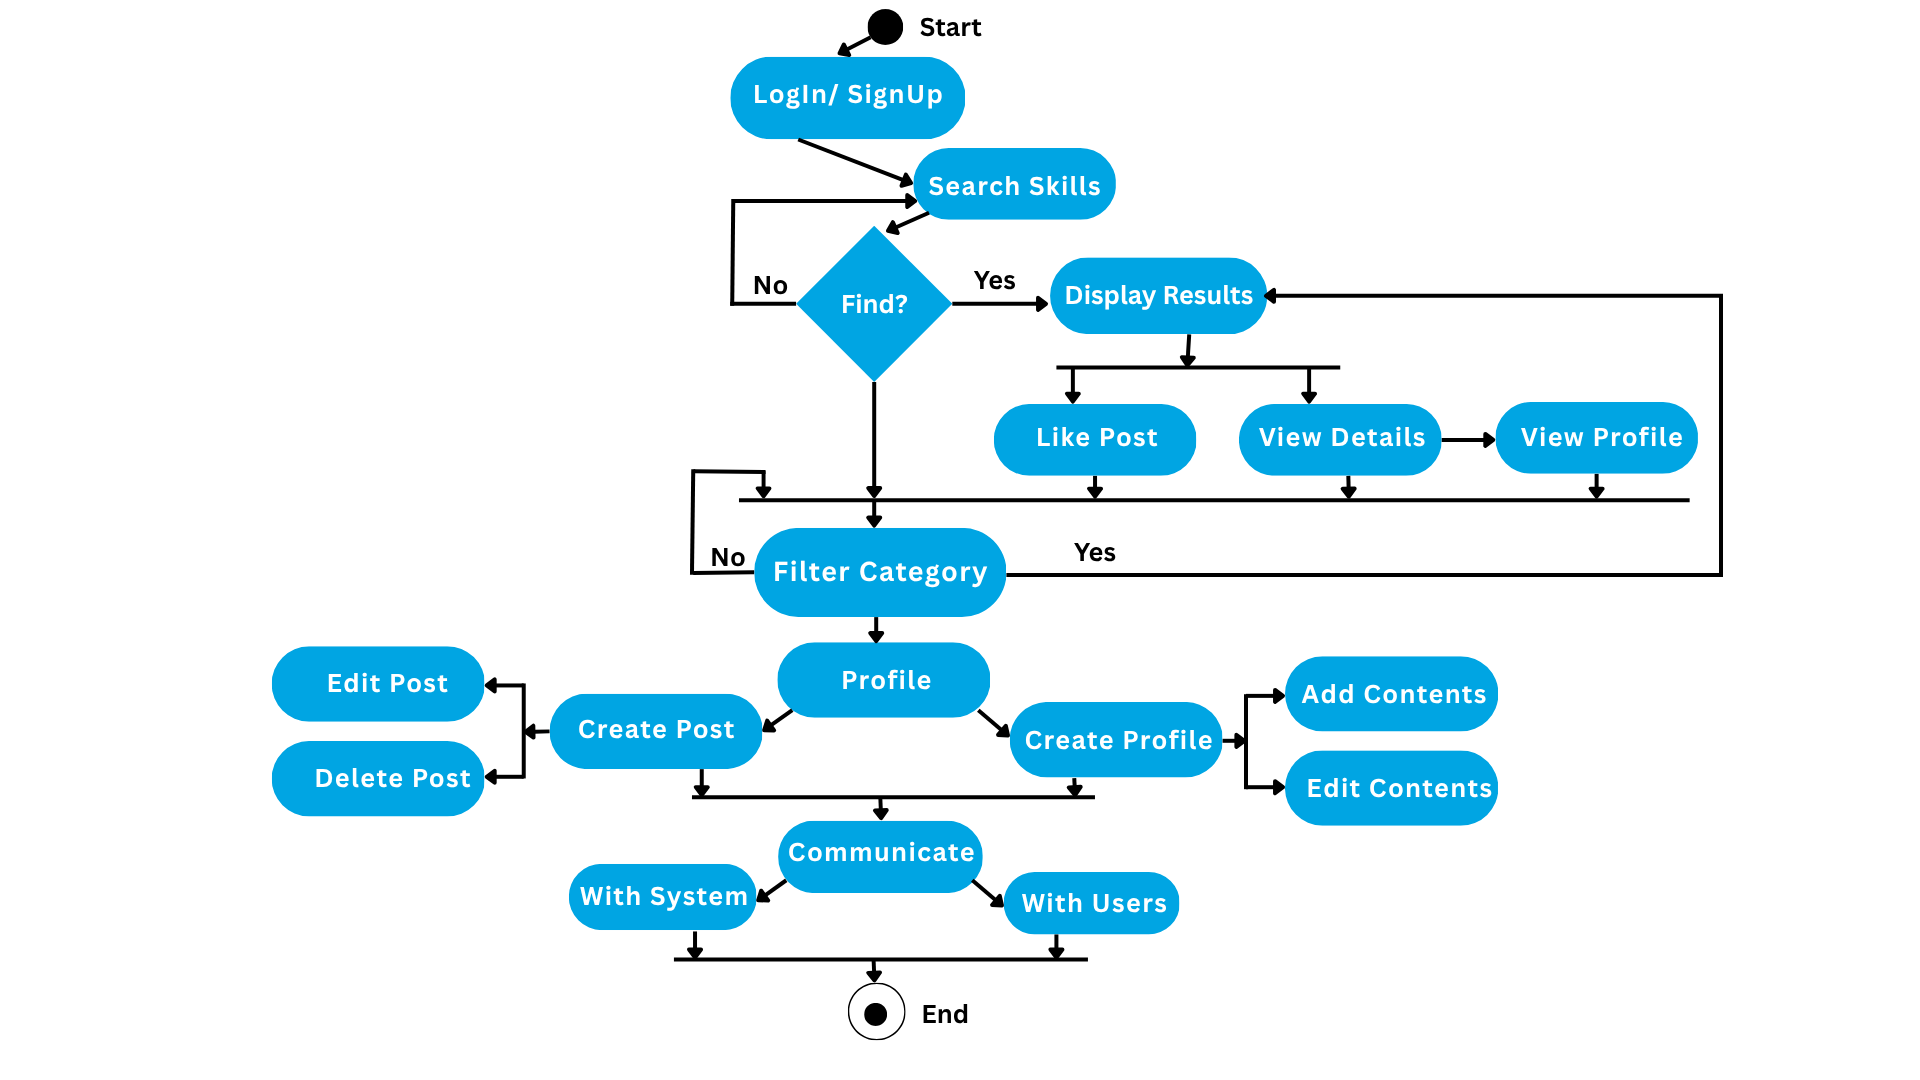 Start
LogIn/ SignUp
Search Skills
No
Find?
Yes
Display Results
Like Post
View Details
View Profile
No
Filter Category
Yes
Edit Post
Delete Post
Create Post
Profile
Create Profile
Add Contents
Edit Contents
Communicate
With System
With Users
End